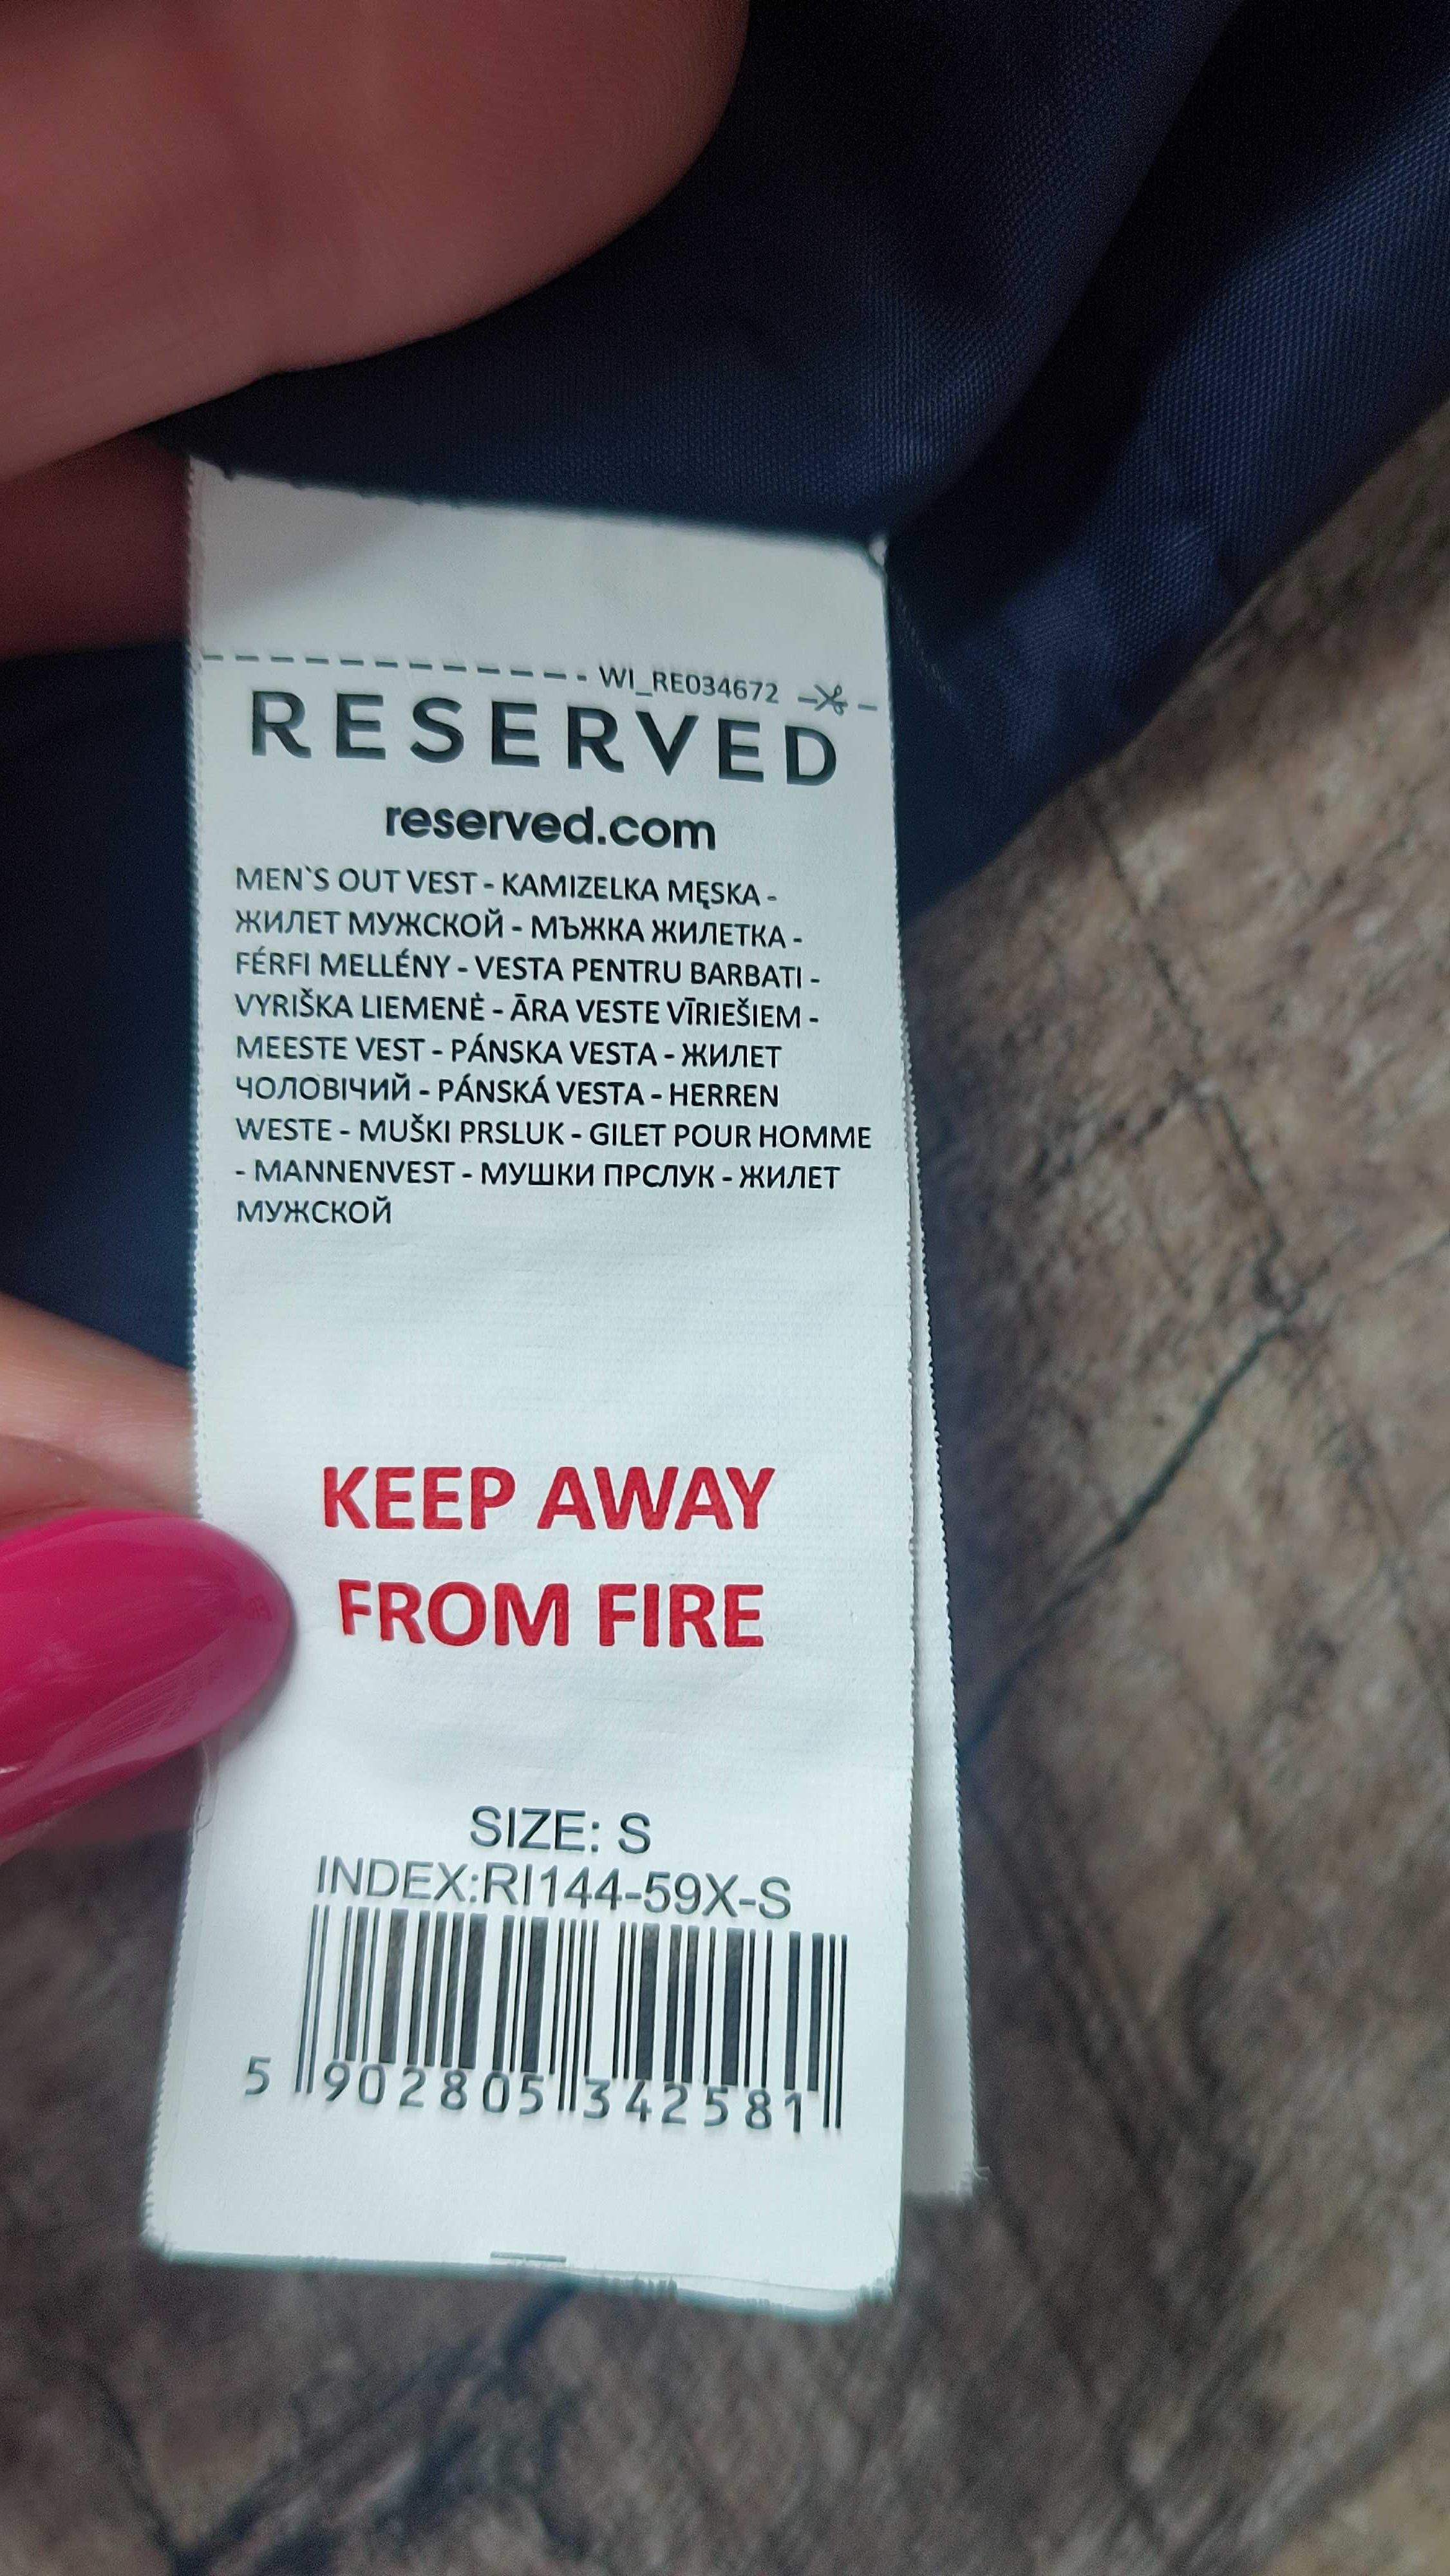 WI_RE034672
RESERVED
reserved.com
MEN`S OUT VEST - KAMIZELKA MĘSKA -
ЖИЛЕТ МУЖСКОЙ - МЪЖКА ЖИЛЕТКА -
FÉRFI MELLÉNY - VESTA PENTRU BARBATI -
VYRIŠKA LIEMENĖ - ĀRA VESTE VĪRIEŠIEM -
MEESTE VEST - PÁNSKA VESTA - ЖИЛЕТ
ЧОЛОВІЧИЙ - PÁNSKÁ VESTA - HERREN
WESTE - MUŠKI PRSLUK - GILET POUR HOMME
- MANNENVEST - МУШКИ ПРСЛУК - ЖИЛЕТ
МУЖСКОЙ
KEEP AWAY
FROM FIRE
SIZE: S
INDEX:RI144-59X-S
5 902805 342581